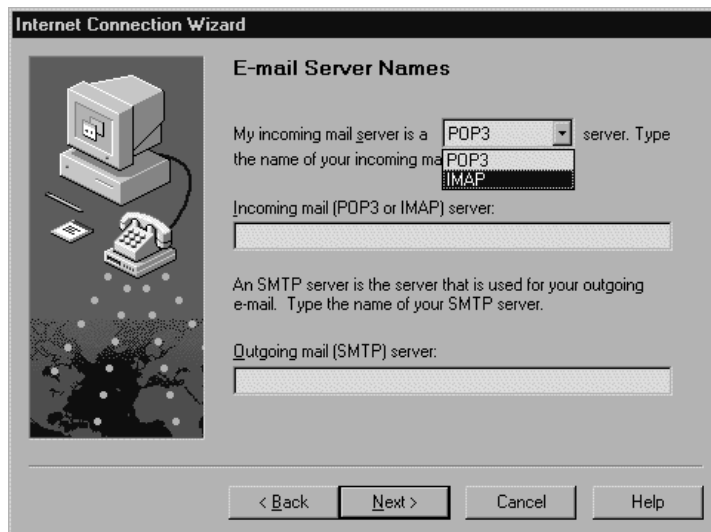 Internet Connection Wizard
E-mail Server Names
My incoming mail server is a POP3 server. Type
the name of your incoming ma
POP3
IMAP
Incoming mail (POP3 or IMAP) server:
An SMTP server is the server that is used for your outgoing
e-mail. Type the name of your SMTP server.
Outgoing mail (SMTP) server:
< Back Next > Cancel Help